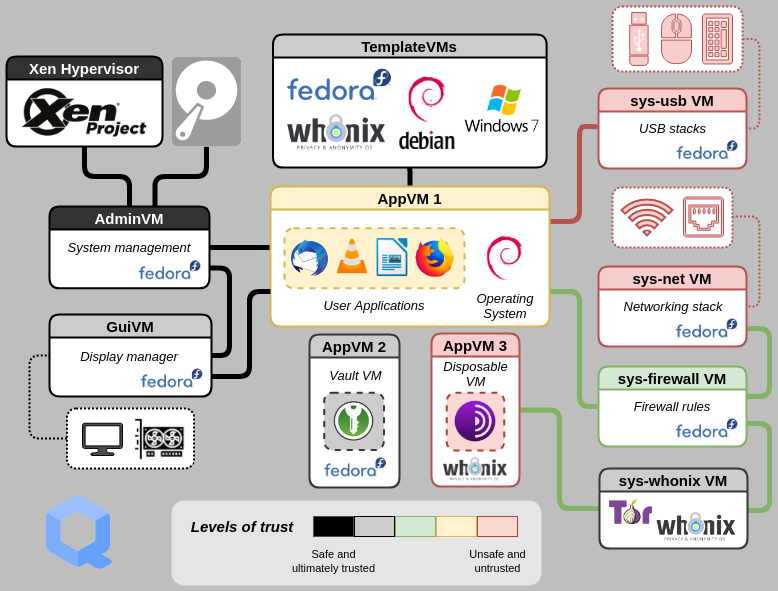 Xen Hypervisor
Xen
Project
TemplateVMs
fedora
whonix
PRIVACY & ANONYMITY OS
debian
Windows 7
sys-usb VM
USB stacks
fedora
AdminVM
System management
fedora
AppVM 1
User Applications
Operating
System
sys-net VM
Networking stack
fedora
GuiVM
Display manager
fedora
AppVM 2
Vault VM
fedora
AppVM 3
Disposable
VM
whonix
PRIVACY & ANONYMITY OS
sys-firewall VM
Firewall rules
fedora
sys-whonix VM
Tor
whonix
PRIVACY & ANONYMITY OS
Levels of trust
Safe and
ultimately trusted
Unsafe and
untrusted